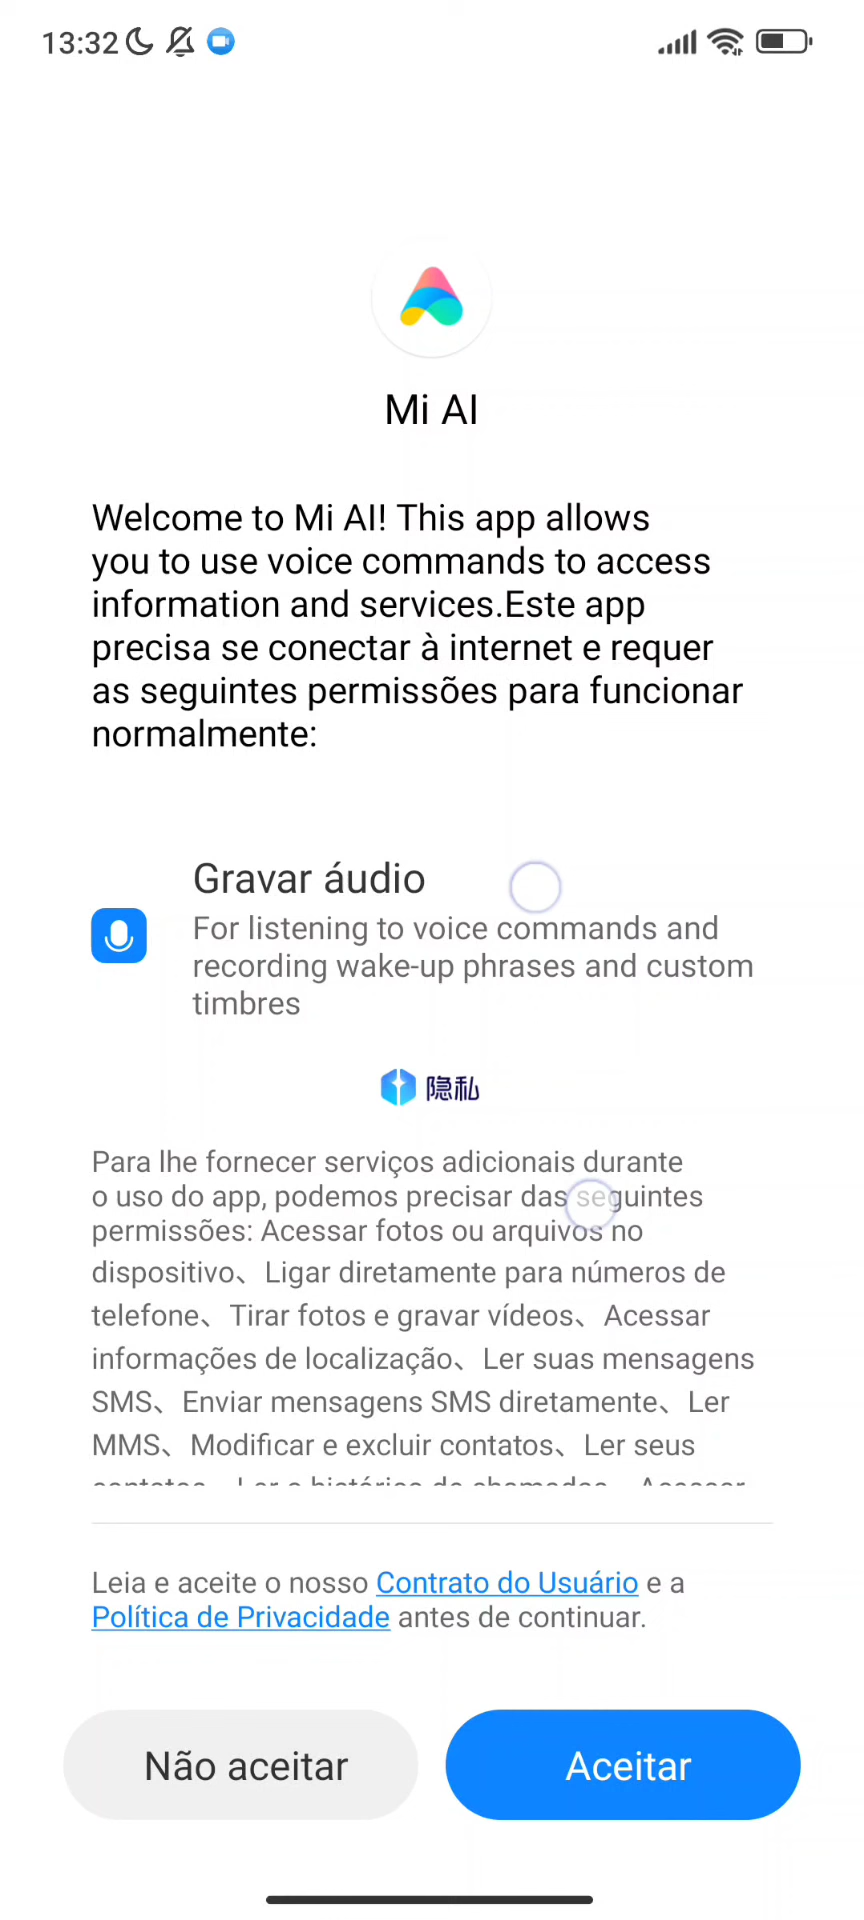 13:32
Mi AI
Welcome to Mi AI! This app allows
you to use voice commands to access
information and services.Este app
precisa se conectar à internet e requer
as seguintes permissões para funcionar
normalmente:
Gravar áudio
For listening to voice commands and
recording wake-up phrases and custom
timbres
隐私
Para lhe fornecer serviços adicionais durante
o uso do app, podemos precisar das seguintes
permissões: Acessar fotos ou arquivos no
dispositivo、Ligar diretamente para números de
telefone、Tirar fotos e gravar vídeos、Acessar
informações de localização、Ler suas mensagens
SMS、Enviar mensagens SMS diretamente、Ler
MMS、Modificar e excluir contatos、Ler seus
contatos、Ler o histórico de chamadas、Acessar
Leia e aceite o nosso Contrato do Usuário e a
Política de Privacidade antes de continuar.
Não aceitar
Aceitar